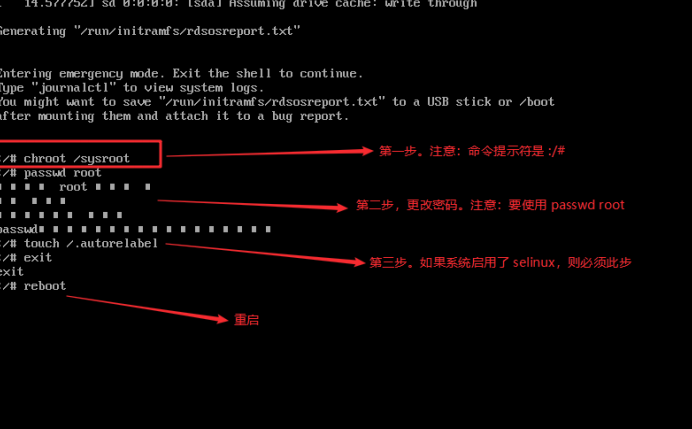 14.577752] sd 0:0:0:0: [sda] Assuming drive cache: write through
Generating "/run/initramfs/rdsosreport.txt"
Entering emergency mode. Exit the shell to continue.
Type "journalctl" to view system logs.
You might want to save "/run/initramfs/rdsosreport.txt" to a USB stick or /boot
after mounting them and attach it to a bug report.
:/# chroot /sysroot
第一步。注意：命令提示符是 :/#
:/# passwd root
root
第二步，更改密码。注意：要使用 passwd root
passwd
:/# touch /.autorelabel
:/# exit
第三步。如果系统启用了 selinux，则必须此步
exit
:/# reboot
重启